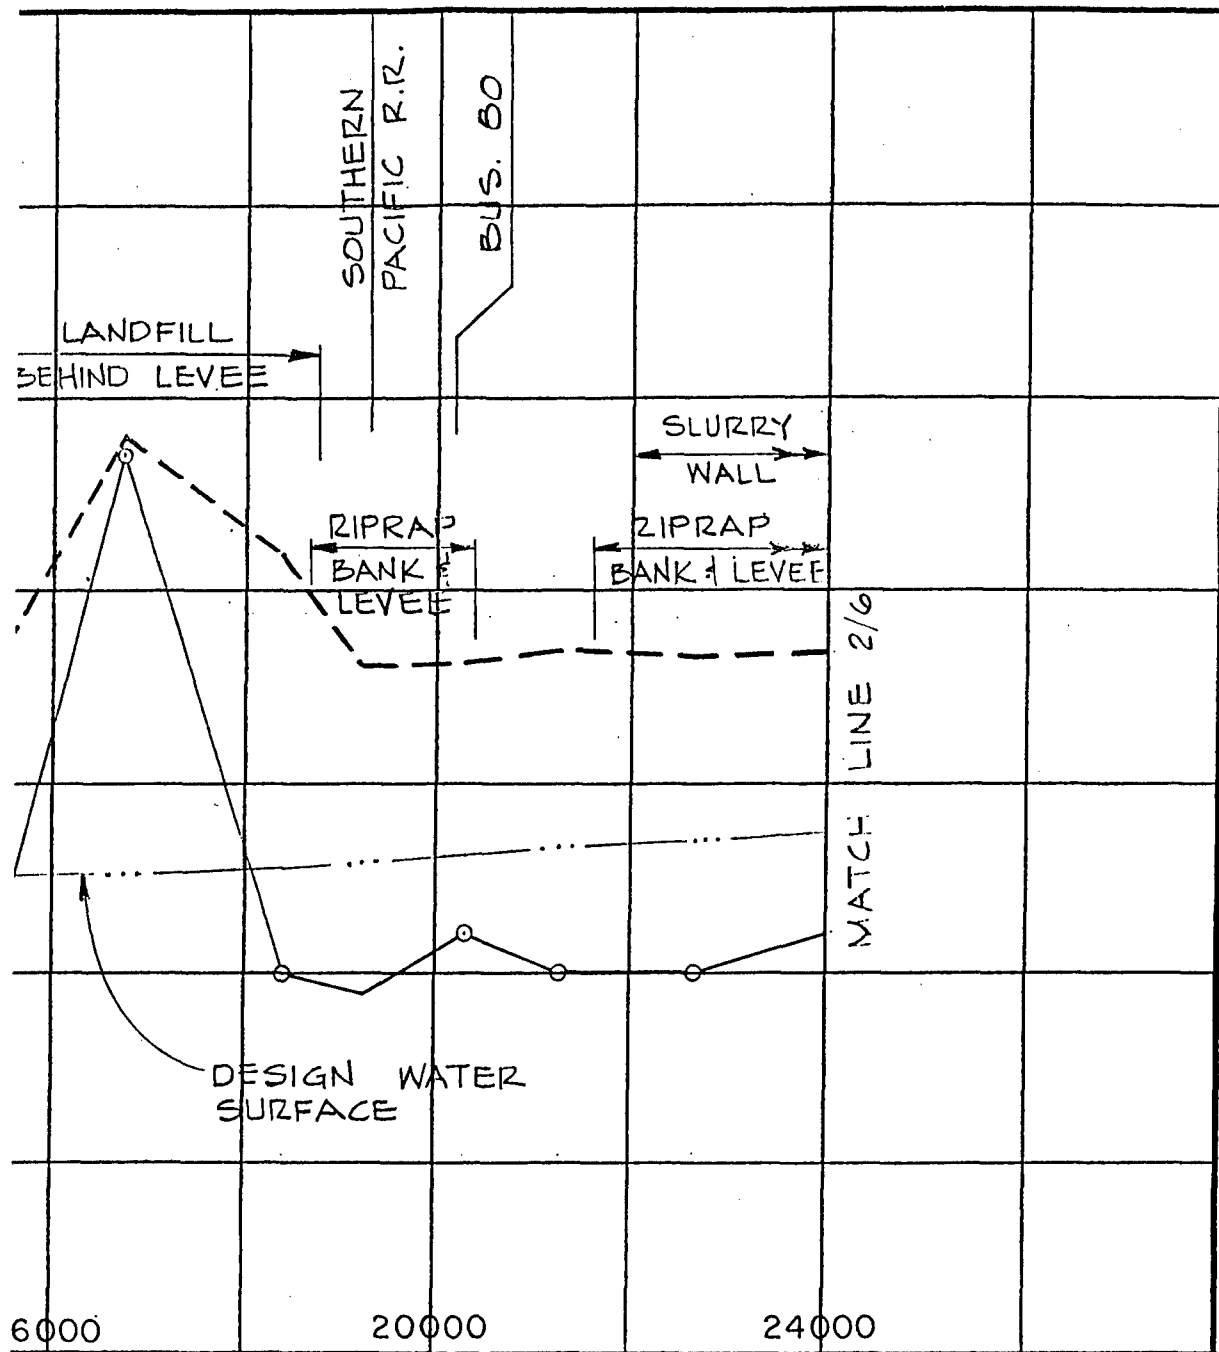 SOUTHERN
PACIFIC R.R.
BUS. 80
LANDFILL
BEHIND LEVEE
SLURRY
WALL
RIPRAP
BANK &
LEVEE
RIPRAP
BANK & LEVEE
MATCH LINE 2/6
DESIGN WATER
SURFACE
6000
20000
24000